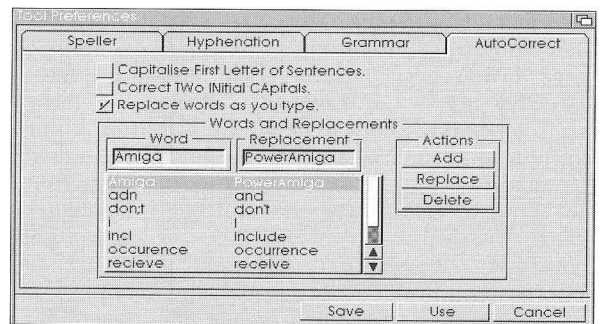 Tool Preferences
Speller Hyphenation Grammar AutoCorrect
Capitalise First Letter of Sentences.
Correct TWo INitial CApitals.
Replace words as you type.
Words and Replacements
Word Replacement Actions
Amiga PowerAmiga Add
Amiga PowerAmiga Replace
adn and Delete
don;t don't
i I
incl include
occurence occurrence
recieve receive
Save Use Cancel